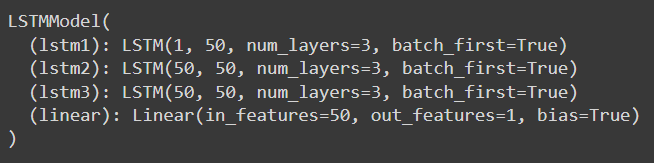 LSTMModel(
  (lstm1): LSTM(1, 50, num_layers=3, batch_first=True)
  (lstm2): LSTM(50, 50, num_layers=3, batch_first=True)
  (lstm3): LSTM(50, 50, num_layers=3, batch_first=True)
  (linear): Linear(in_features=50, out_features=1, bias=True)
)